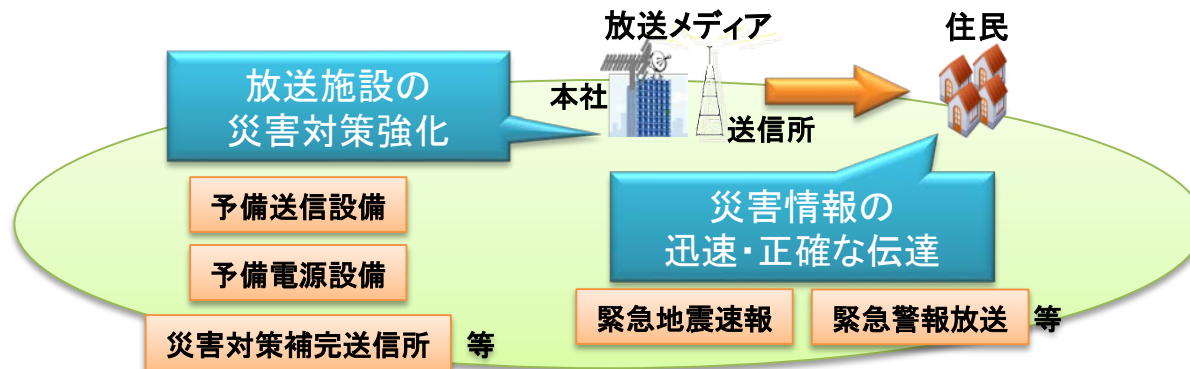 放送メディア
住民
本社
送信所
放送施設の
災害対策強化
予備送信設備
予備電源設備
災害対策補完送信所 等
災害情報の
迅速・正確な伝達
緊急地震速報
緊急警報放送 等